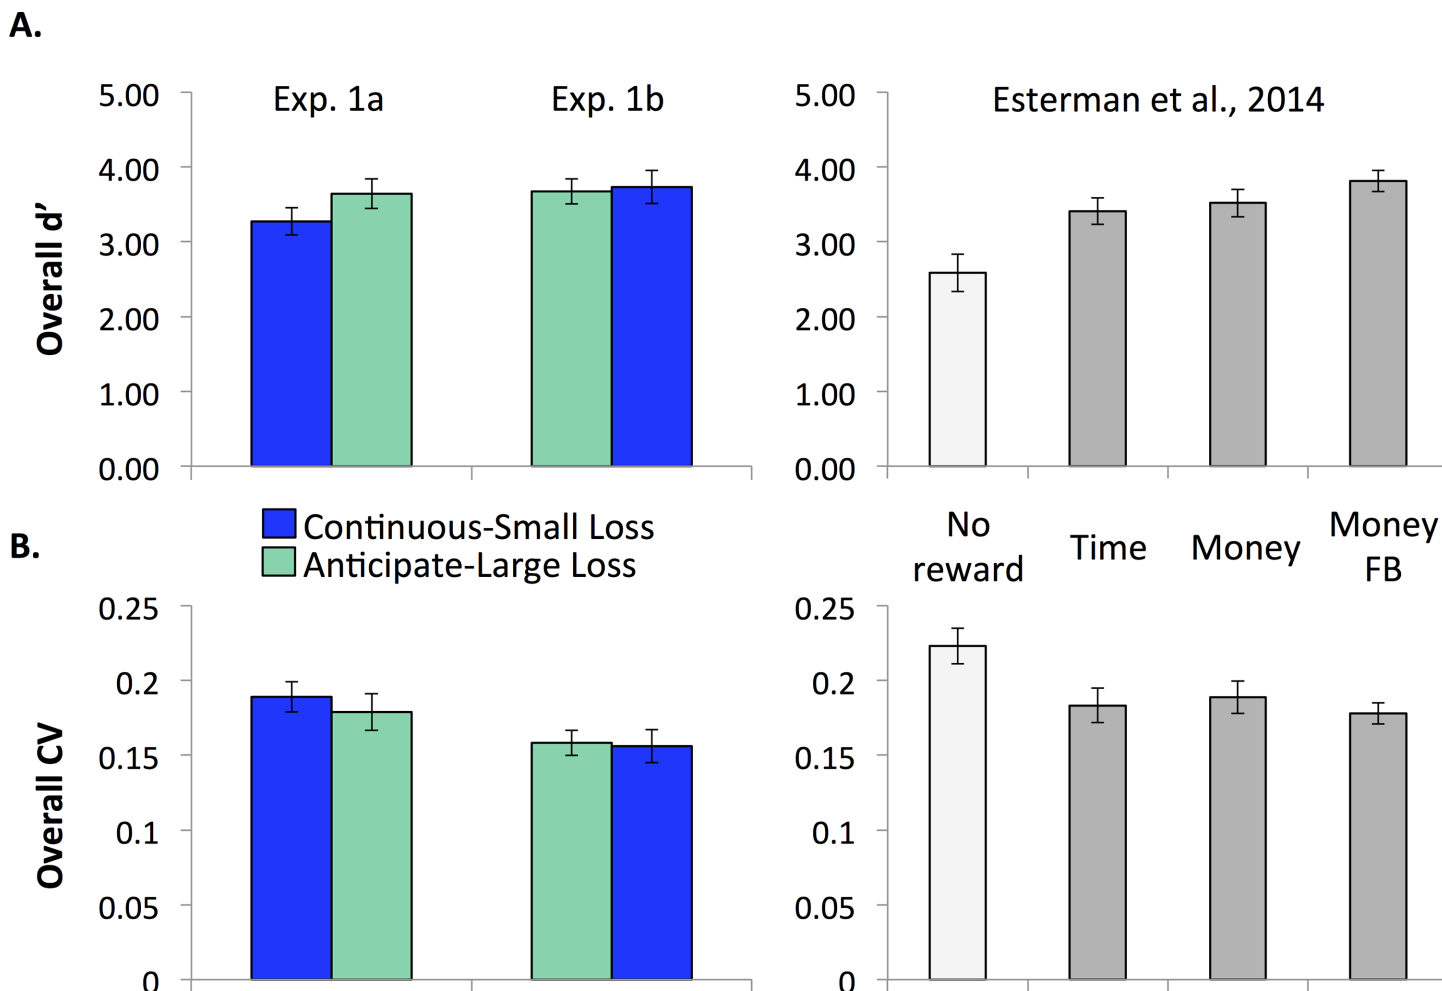 A.
Exp. 1a
Exp. 1b
Esterman et al., 2014
5.00
4.00
3.00
2.00
1.00
0.00
Overall d’
5.00
4.00
3.00
2.00
1.00
0.00
Continuous-Small Loss
Anticipate-Large Loss
No
reward
Time
Money
Money
FB
B.
0.25
0.2
0.15
0.1
0.05
0
Overall CV
0.25
0.2
0.15
0.1
0.05
0